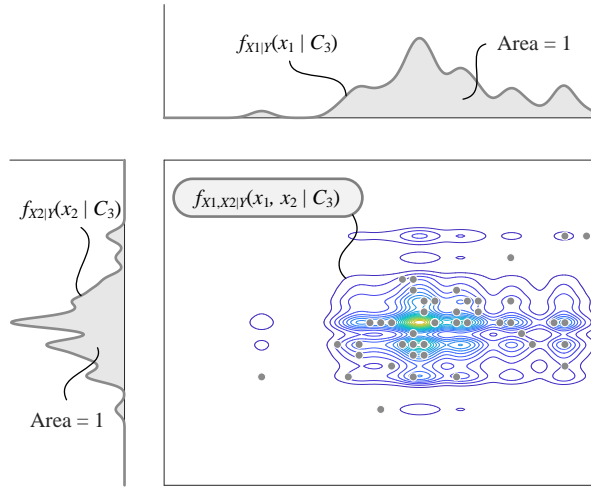 f_{X1|Y}(x_1 | C_3)
Area = 1
f_{X2|Y}(x_2 | C_3)
f_{X1,X2|Y}(x_1, x_2 | C_3)
Area = 1